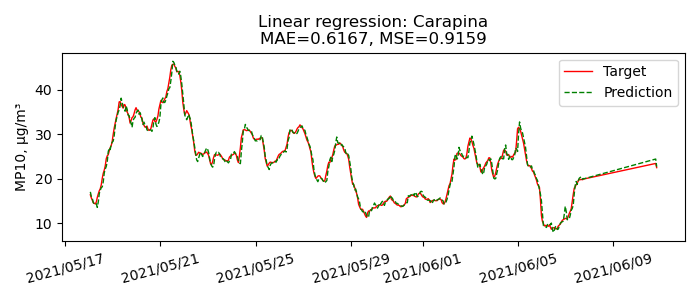 Linear regression: Carapina
MAE=0.6167, MSE=0.9159
Target
Prediction
MP10, µg/m³
40
30
20
10
2021/05/17
2021/05/21
2021/05/25
2021/05/29
2021/06/01
2021/06/05
2021/06/09